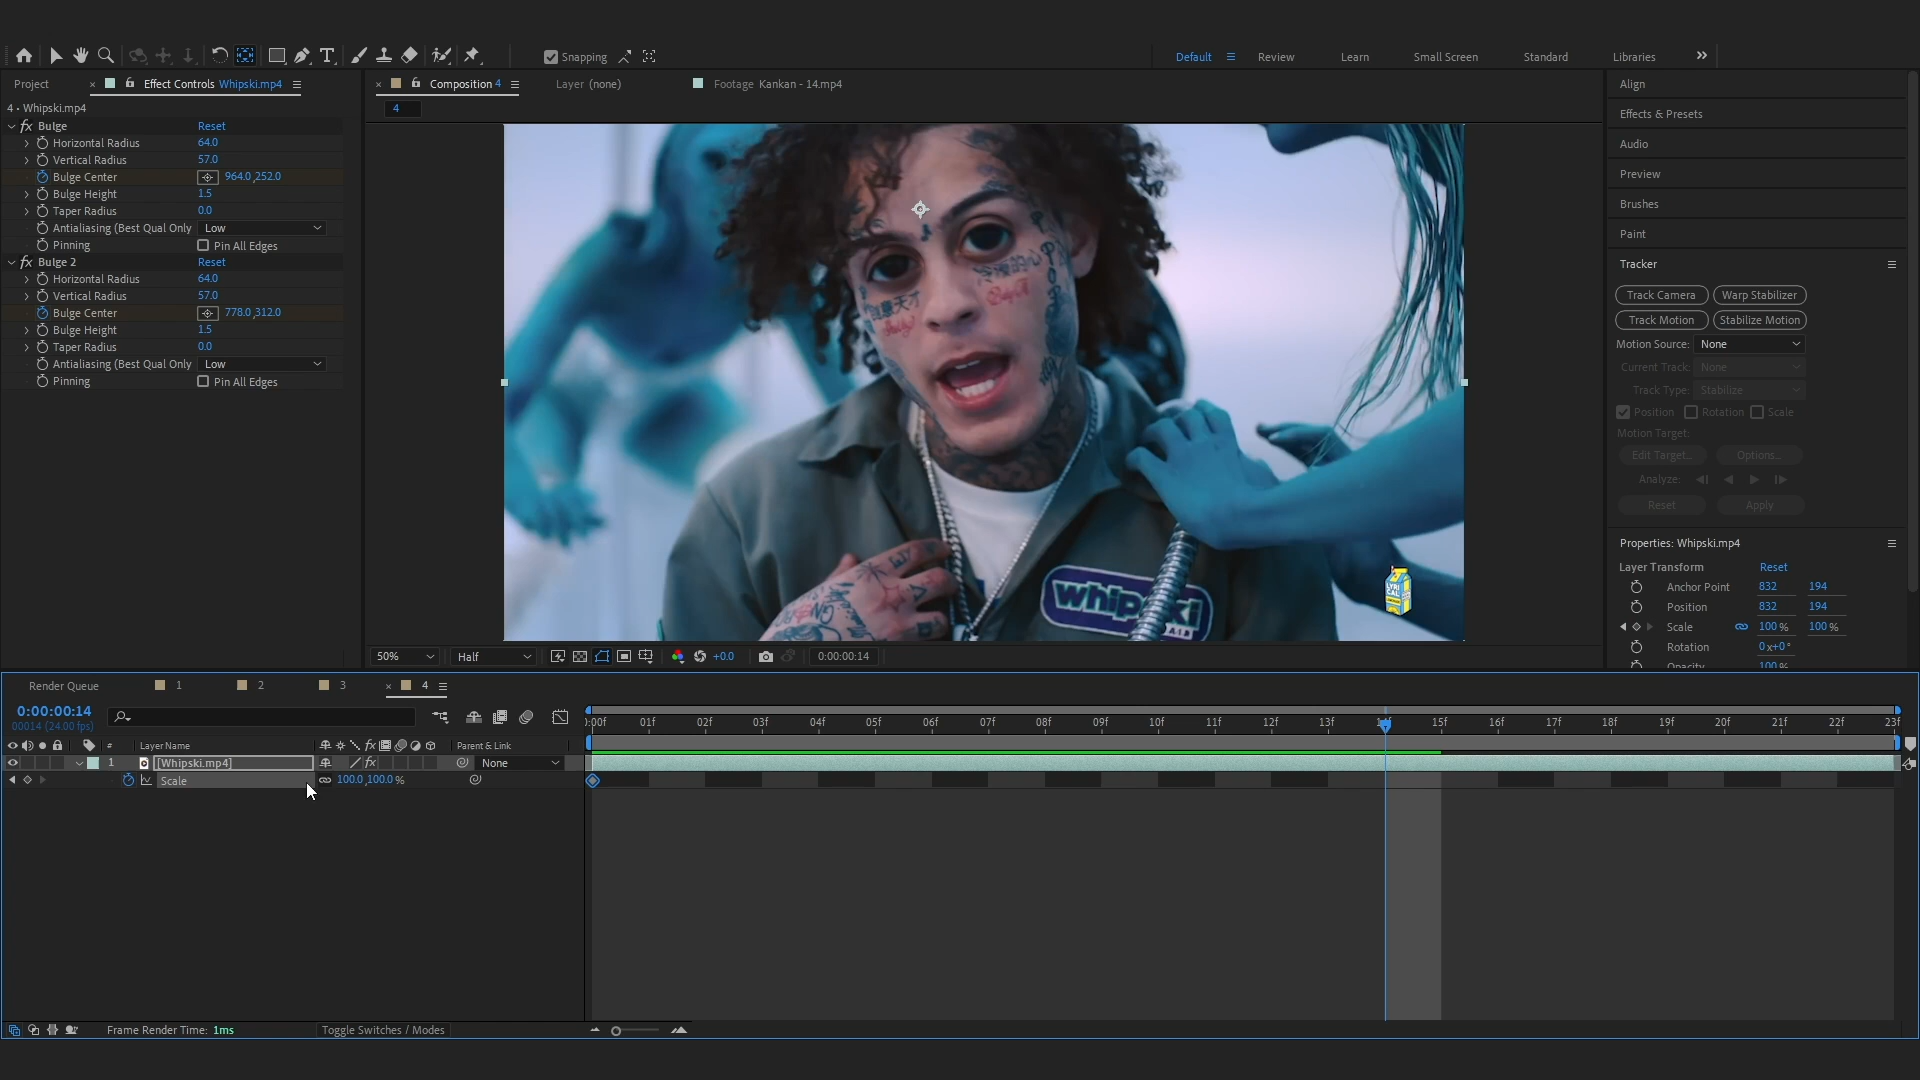 Snapping
Default
Review
Learn
Small Screen
Standard
Libraries
Project
Effect Controls Whipski.mp4
Composition 4
Layer (none)
Footage Kankan - 14.mp4
4 • Whipski.mp4
4
fx Bulge Reset
Horizontal Radius 64.0
Vertical Radius 57.0
Bulge Center 964.0,252.0
Bulge Height 1.5
Taper Radius 0.0
Antialiasing (Best Qual Only Low
Pinning Pin All Edges
fx Bulge 2 Reset
Horizontal Radius 64.0
Vertical Radius 57.0
Bulge Center 778.0,312.0
Bulge Height 1.5
Taper Radius 0.0
Antialiasing (Best Qual Only Low
Pinning Pin All Edges
whipski
LYRI
CAL
50%
Half
+0.0
0:00:00:14
Align
Effects & Presets
Audio
Preview
Brushes
Paint
Tracker
Track Camera Warp Stabilizer
Track Motion Stabilize Motion
Motion Source: None
Current Track: None
Track Type: Stabilize
Position Rotation Scale
Motion Target:
Edit Target... Options...
Analyze:
Reset Apply
Properties: Whipski.mp4
Layer Transform Reset
Anchor Point 832 194
Position 832 194
Scale 100 % 100 %
Rotation 0x+0°
Opacity 100 %
Render Queue 1 2 3 4
0:00:00:14
00014 (24.00 fps)
:00f 01f 02f 03f 04f 05f 06f 07f 08f 09f 10f 11f 12f 13f 14f 15f 16f 17f 18f 19f 20f 21f 22f 23f
# Layer Name fx Parent & Link
1 [Whipski.mp4] fx None
Scale 100.0,100.0 %
Frame Render Time: 1ms
Toggle Switches / Modes